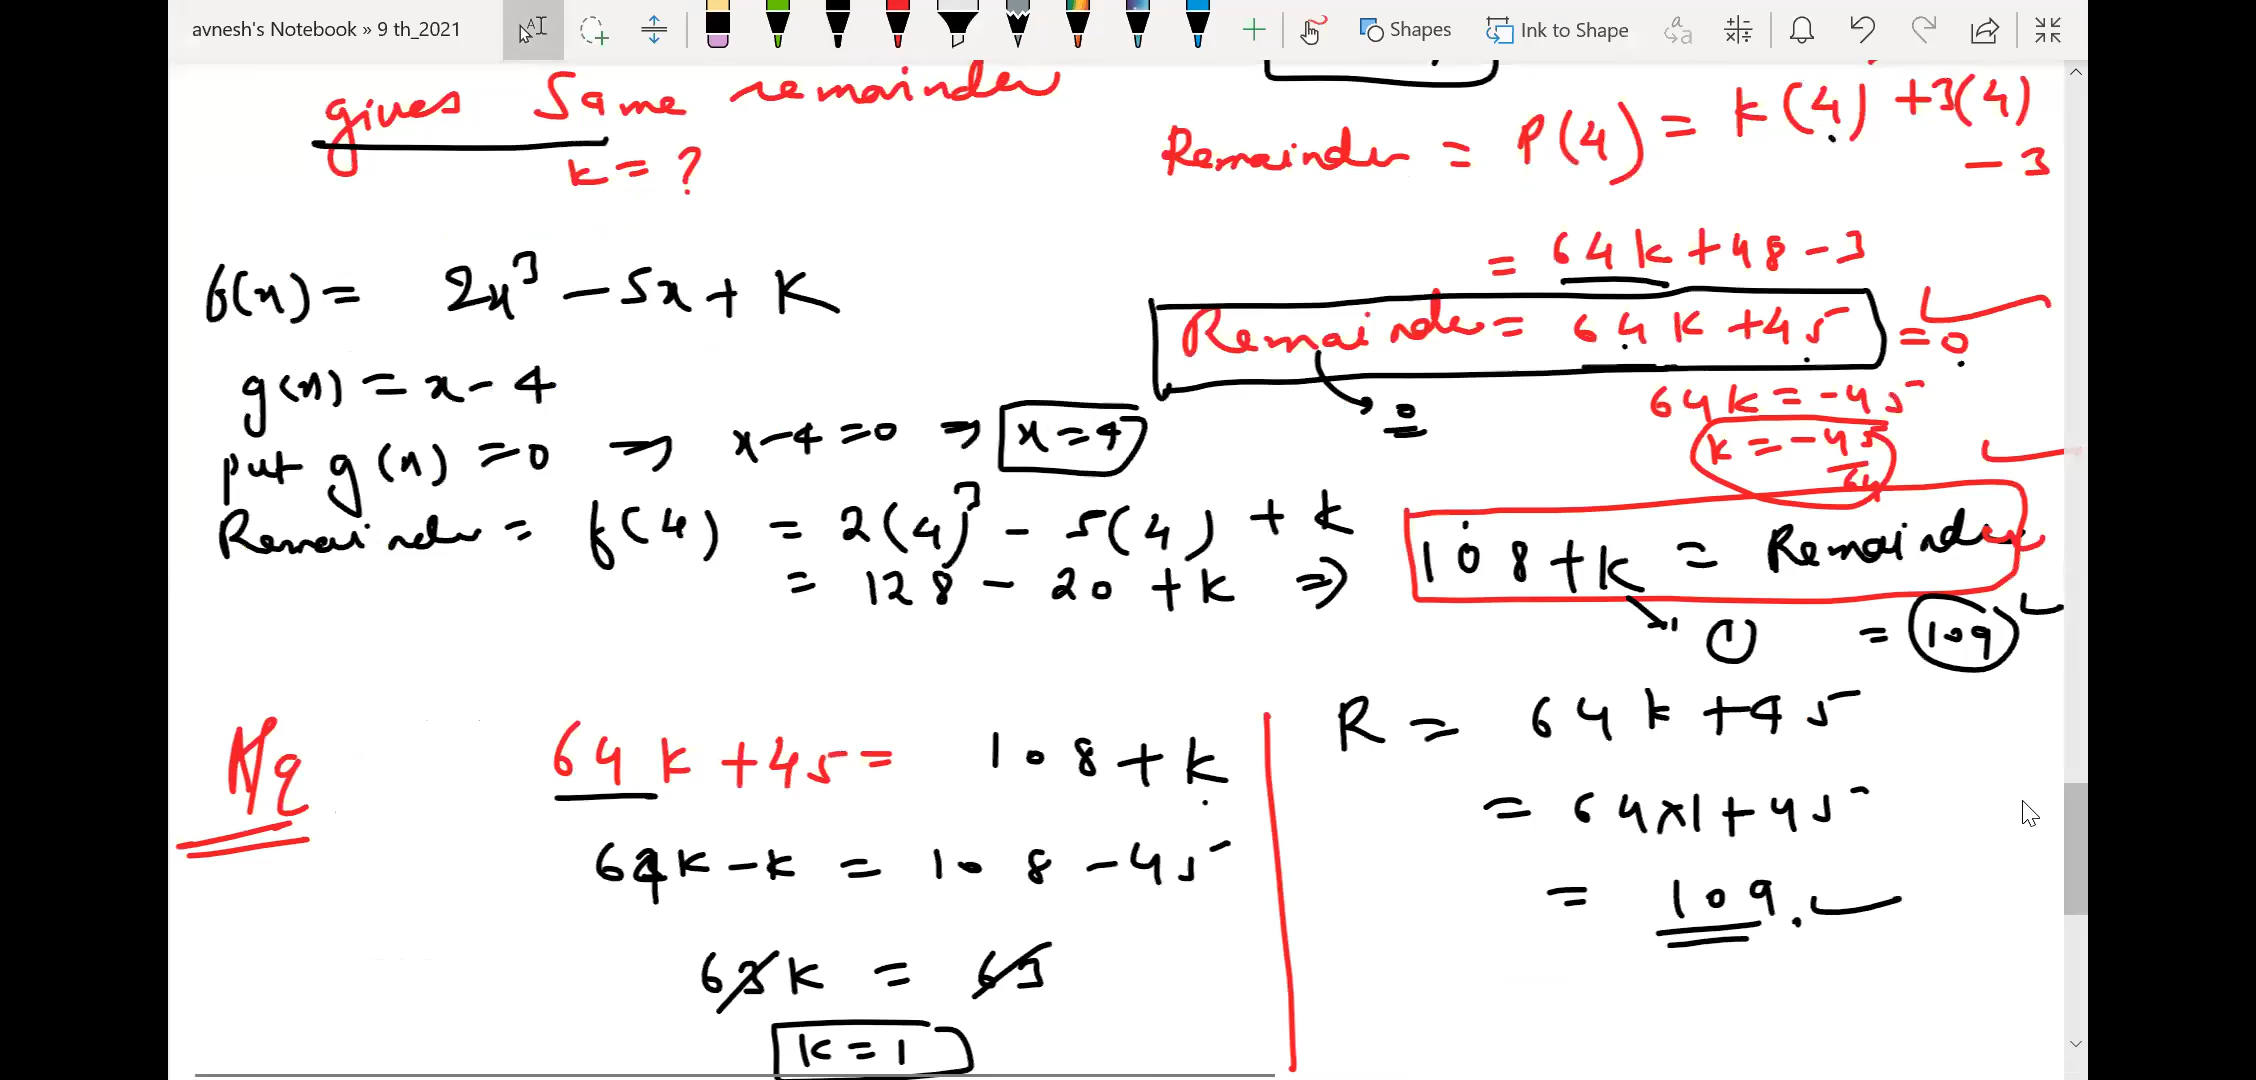 avnesh's Notebook » 9 th_2021
Shapes
Ink to Shape
gives Same remainder
k = ?
Remainder = P(4) = k(4) +3(4)
- 3
= 64k+48-3
Remainder = 64k+45 = 0
0
64k = -45
k = -45/64
f(x) = 2x³ - 5x + k
g(x) = x - 4
put g(x) = 0 ⇒ x-4=0 ⇒ x=4
Remainder = f(4) = 2(4)³ - 5(4) + k
= 128 - 20 + k ⇒ 108+k = Remainder
1 = 109
A/q 64k+45 = 108+k
64k-k = 108-45
63k = 63
k=1
R = 64k+45
= 64x1+45
= 109.